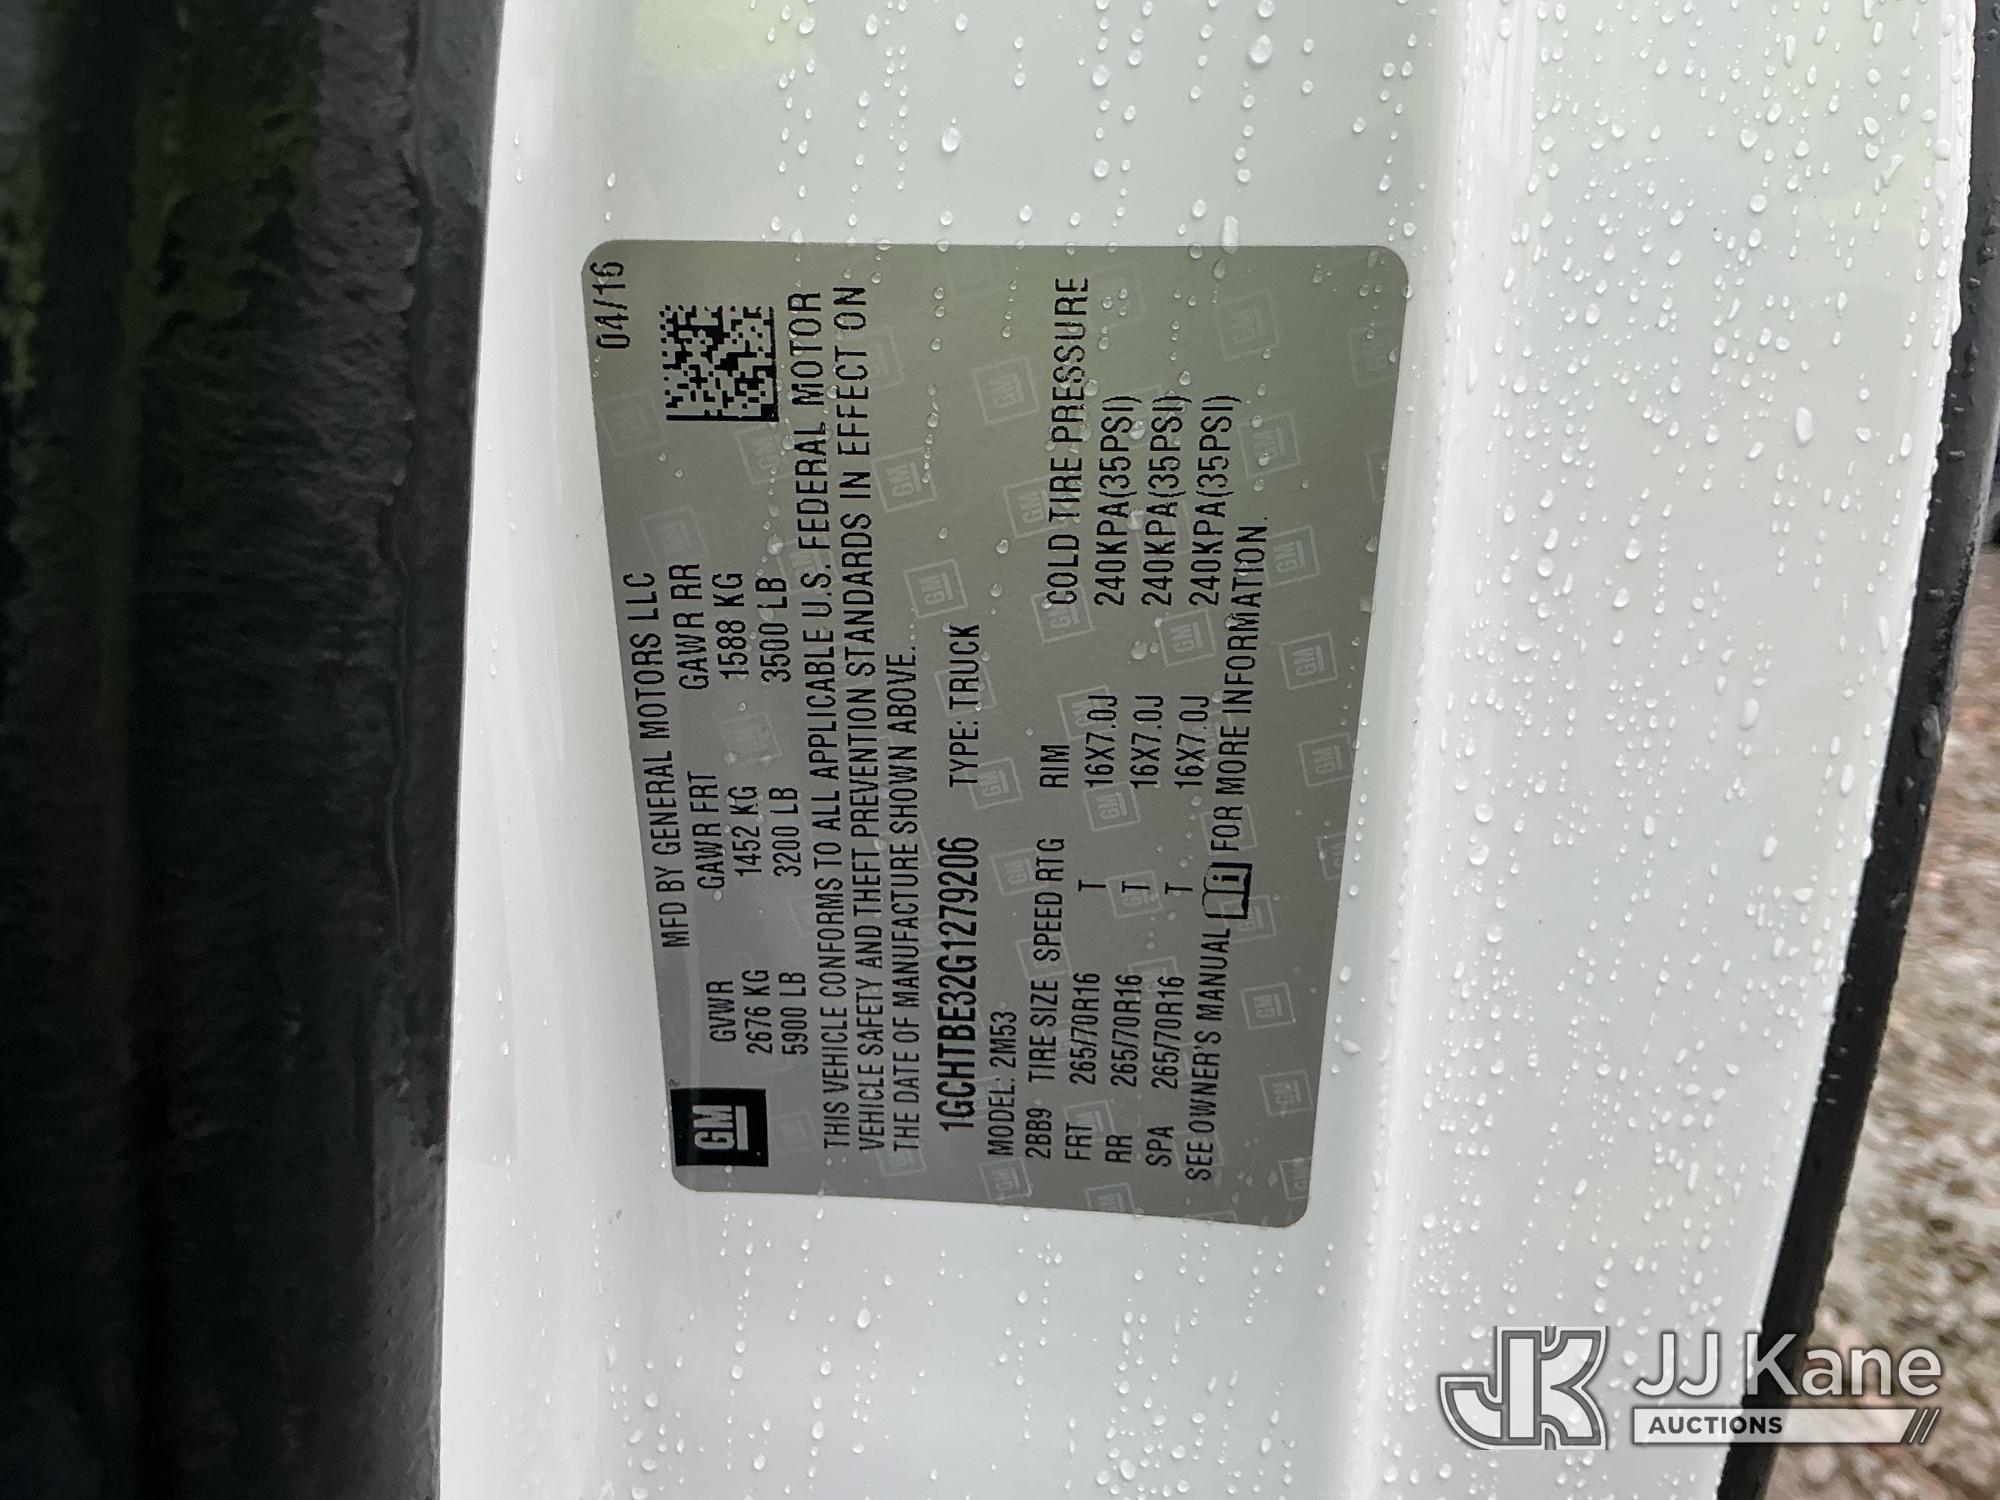 04/16
MFD BY GENERAL MOTORS LLC
GM
GVWR GAWR FRT GAWR RR
2676 KG 1452 KG 1588 KG
5900 LB 3200 LB 3500 LB
THIS VEHICLE CONFORMS TO ALL APPLICABLE U.S. FEDERAL MOTOR
VEHICLE SAFETY AND THEFT PREVENTION STANDARDS IN EFFECT ON
THE DATE OF MANUFACTURE SHOWN ABOVE.
1GCHTBE32G1279206 TYPE: TRUCK
MODEL: 2M53
2BB9 TIRE SIZE SPEED RTG RIM COLD TIRE PRESSURE
FRT 265/70R16 T 16X7.0J 240KPA(35PSI)
RR 265/70R16 T 16X7.0J 240KPA(35PSI)
SPA 265/70R16 T 16X7.0J 240KPA(35PSI)
SEE OWNER'S MANUAL i FOR MORE INFORMATION.
JK JJ Kane
AUCTIONS